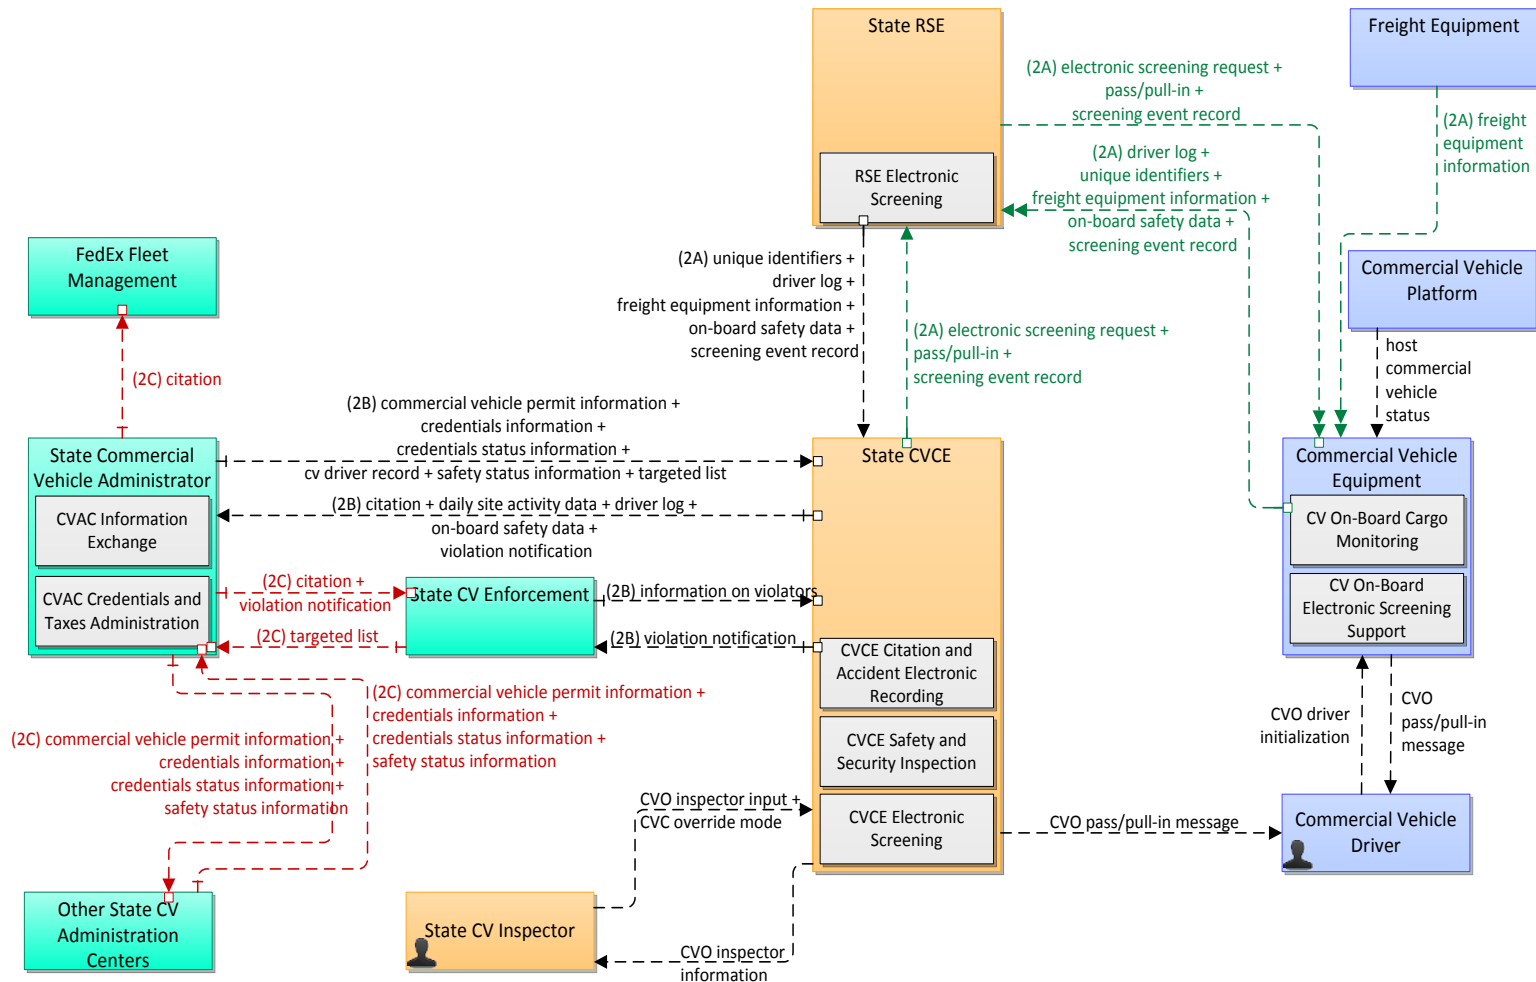 State RSE
RSE Electronic
Screening
Freight Equipment
(2A) electronic screening request +
pass/pull-in +
screening event record
(2A) freight
equipment
information
(2A) driver log +
unique identifiers +
freight equipment information +
on-board safety data +
screening event record
FedEx Fleet
Management
(2A) unique identifiers +
driver log +
freight equipment information +
on-board safety data +
screening event record
(2A) electronic screening request +
pass/pull-in +
screening event record
Commercial Vehicle
Platform
host
commercial
vehicle
status
(2C) citation
(2B) commercial vehicle permit information +
credentials information +
credentials status information +
cv driver record + safety status information + targeted list
State Commercial
Vehicle Administrator
CVAC Information
Exchange
CVAC Credentials and
Taxes Administration
(2B) citation + daily site activity data + driver log +
on-board safety data +
violation notification
State CVCE
Commercial Vehicle
Equipment
CV On-Board Cargo
Monitoring
CV On-Board
Electronic Screening
Support
(2C) citation +
violation notification
(2C) targeted list
State CV Enforcement
(2B) information on violators
(2B) violation notification
CVCE Citation and
Accident Electronic
Recording
CVCE Safety and
Security Inspection
CVCE Electronic
Screening
(2C) commercial vehicle permit information +
credentials information +
credentials status information +
safety status information
(2C) commercial vehicle permit information +
credentials information +
credentials status information +
safety status information
CVO driver
initialization
CVO
pass/pull-in
message
CVO inspector input +
CVC override mode
CVO pass/pull-in message
Commercial Vehicle
Driver
Other State CV
Administration
Centers
State CV Inspector
CVO inspector
information